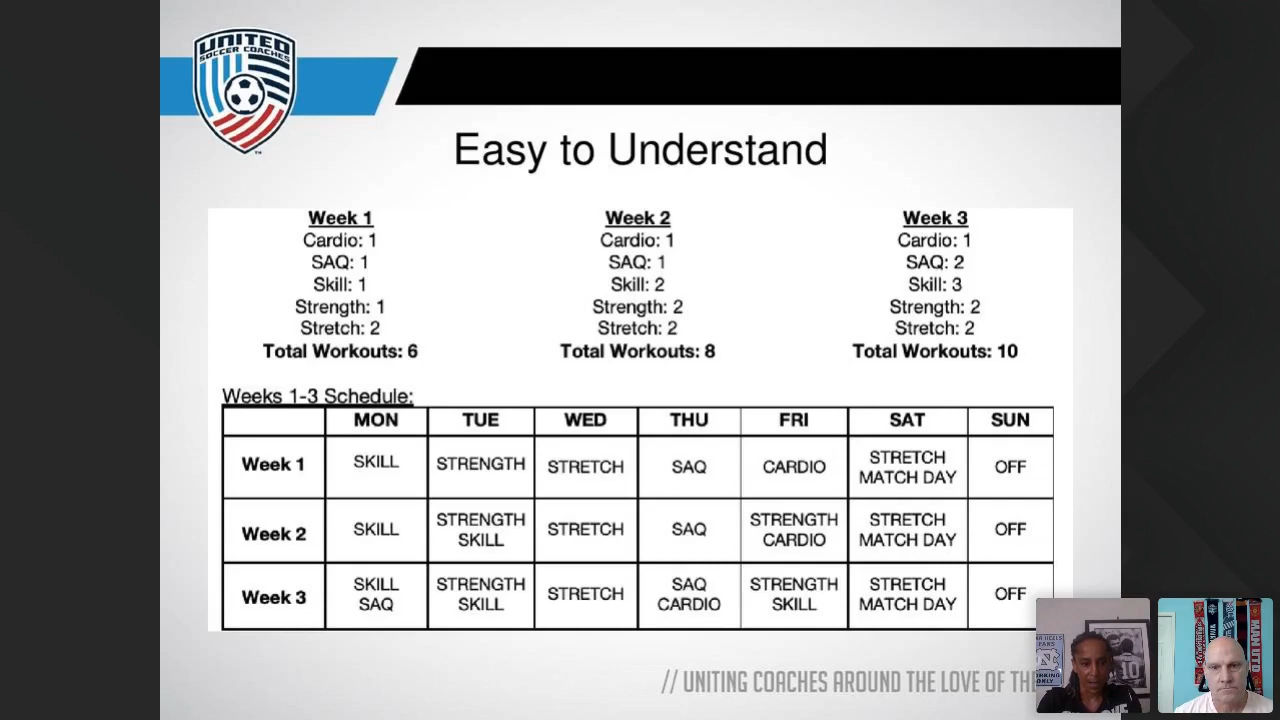 UNITED
SOCCER COACHES
Easy to Understand
Week 1
Cardio: 1
SAQ: 1
Skill: 1
Strength: 1
Stretch: 2
Total Workouts: 6
Week 2
Cardio: 1
SAQ: 1
Skill: 2
Strength: 2
Stretch: 2
Total Workouts: 8
Week 3
Cardio: 1
SAQ: 2
Skill: 3
Strength: 2
Stretch: 2
Total Workouts: 10
Weeks 1-3 Schedule:
MON TUE WED THU FRI SAT SUN
Week 1 SKILL STRENGTH STRETCH SAQ CARDIO STRETCH MATCH DAY OFF
Week 2 SKILL STRENGTH SKILL STRETCH SAQ STRENGTH CARDIO STRETCH MATCH DAY OFF
Week 3 SKILL SAQ STRENGTH SKILL STRETCH SAQ CARDIO STRENGTH SKILL STRETCH MATCH DAY OFF
// UNITING COACHES AROUND THE LOVE OF THE
FANS
ONLY
10
MAN UTD